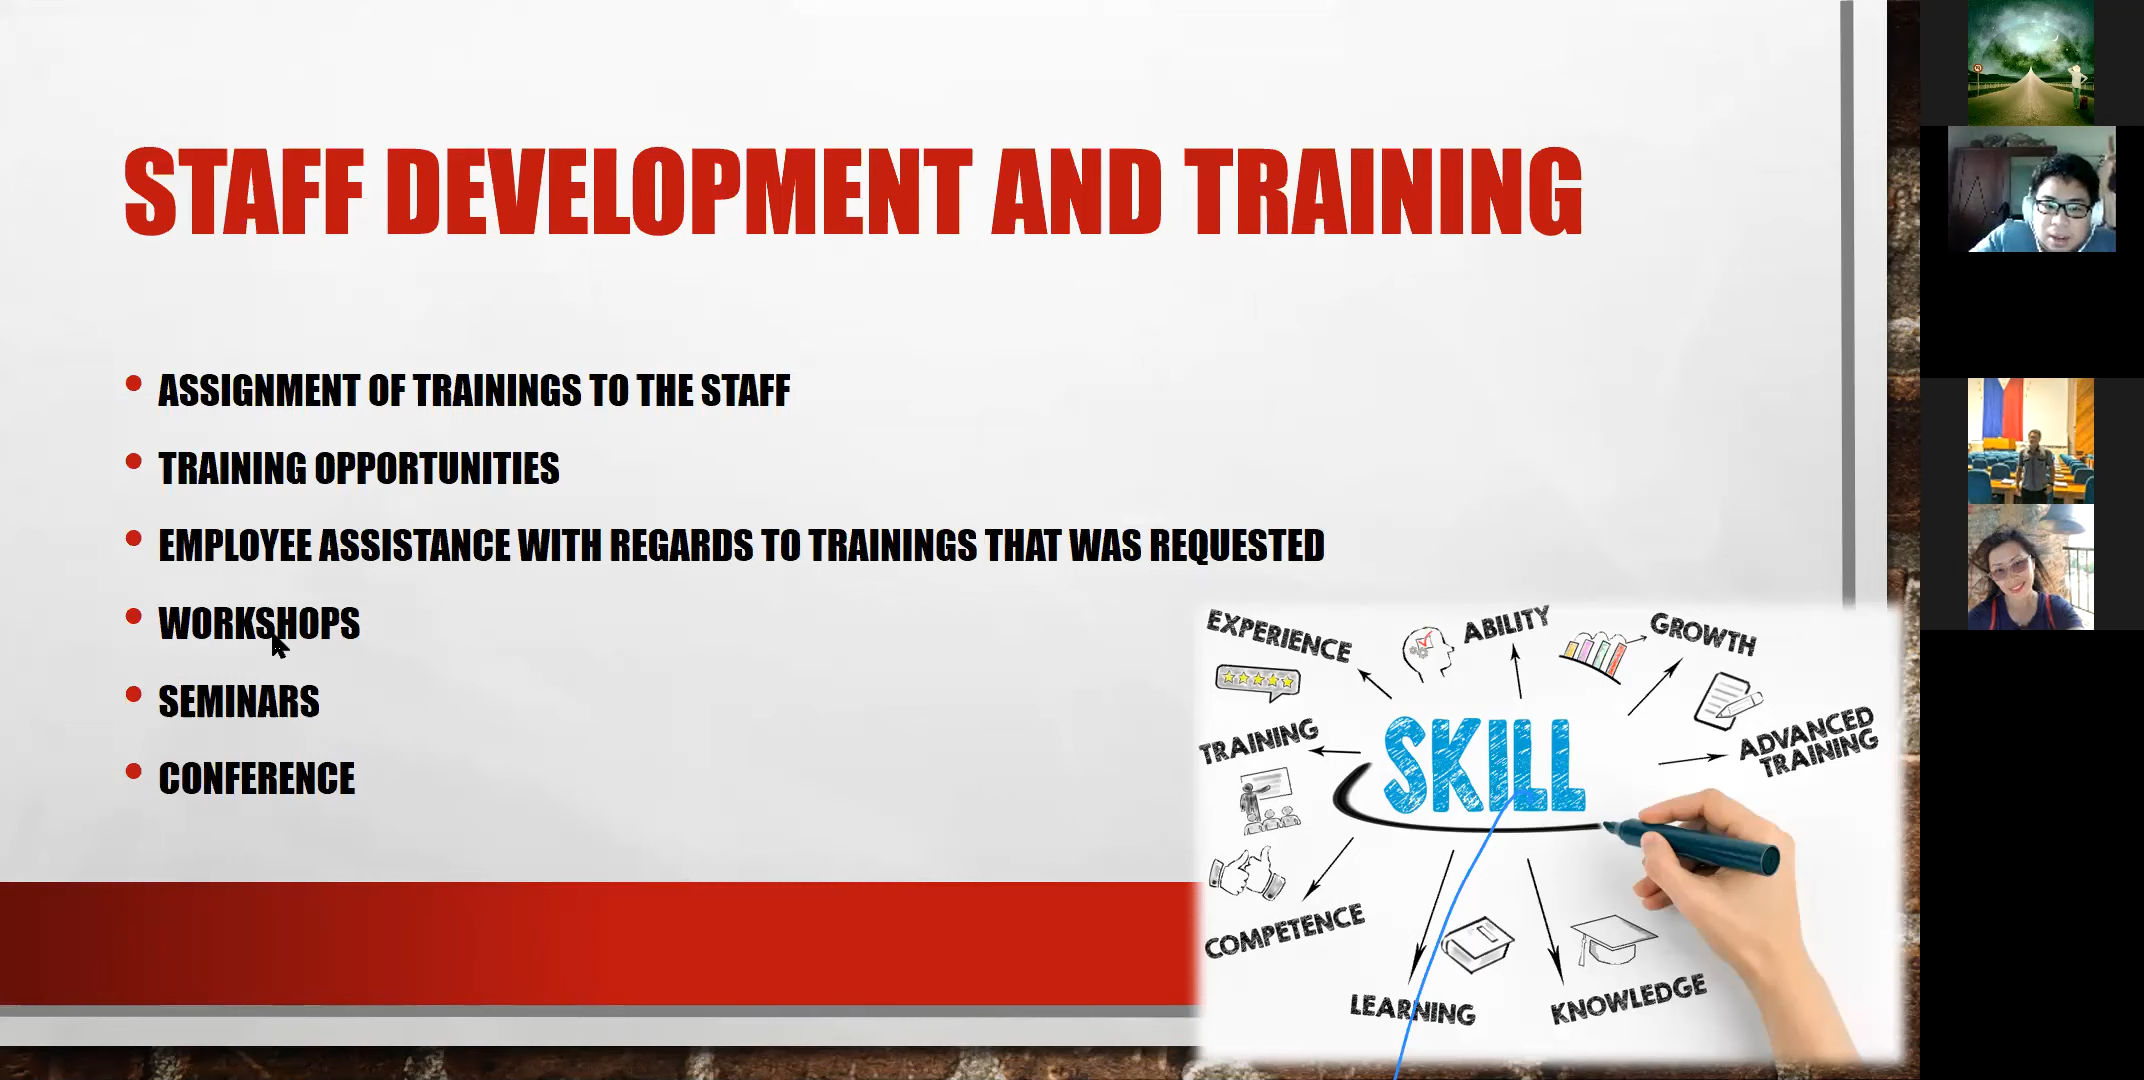 STAFF DEVELOPMENT AND TRAINING
• ASSIGNMENT OF TRAININGS TO THE STAFF
• TRAINING OPPORTUNITIES
• EMPLOYEE ASSISTANCE WITH REGARDS TO TRAININGS THAT WAS REQUESTED
• WORKSHOPS
• SEMINARS
• CONFERENCE
EXPERIENCE
ABILITY
GROWTH
TRAINING
SKILL
ADVANCED
TRAINING
COMPETENCE
LEARNING
KNOWLEDGE